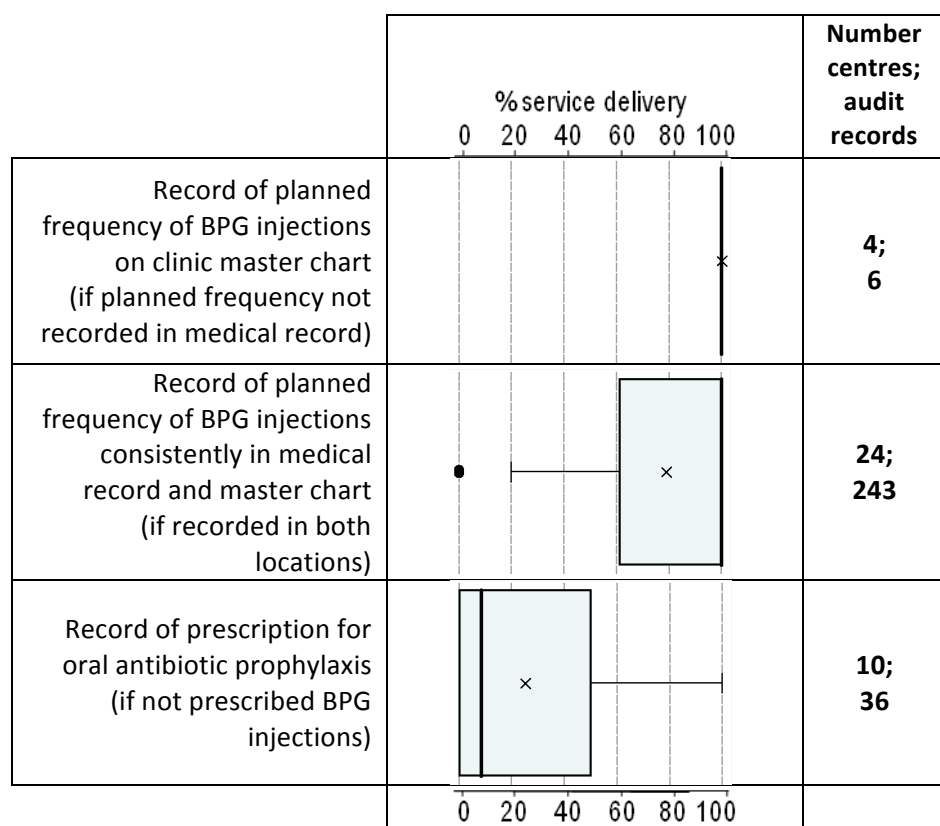 Number
centres;
audit
records
% service delivery
0 20 40 60 80 100
Record of planned
frequency of BPG injections
on clinic master chart
(if planned frequency not
recorded in medical record)
4;
6
Record of planned
frequency of BPG injections
consistently in medical
record and master chart
(if recorded in both
locations)
24;
243
Record of prescription for
oral antibiotic prophylaxis
(if not prescribed BPG
injections)
10;
36
0 20 40 60 80 100